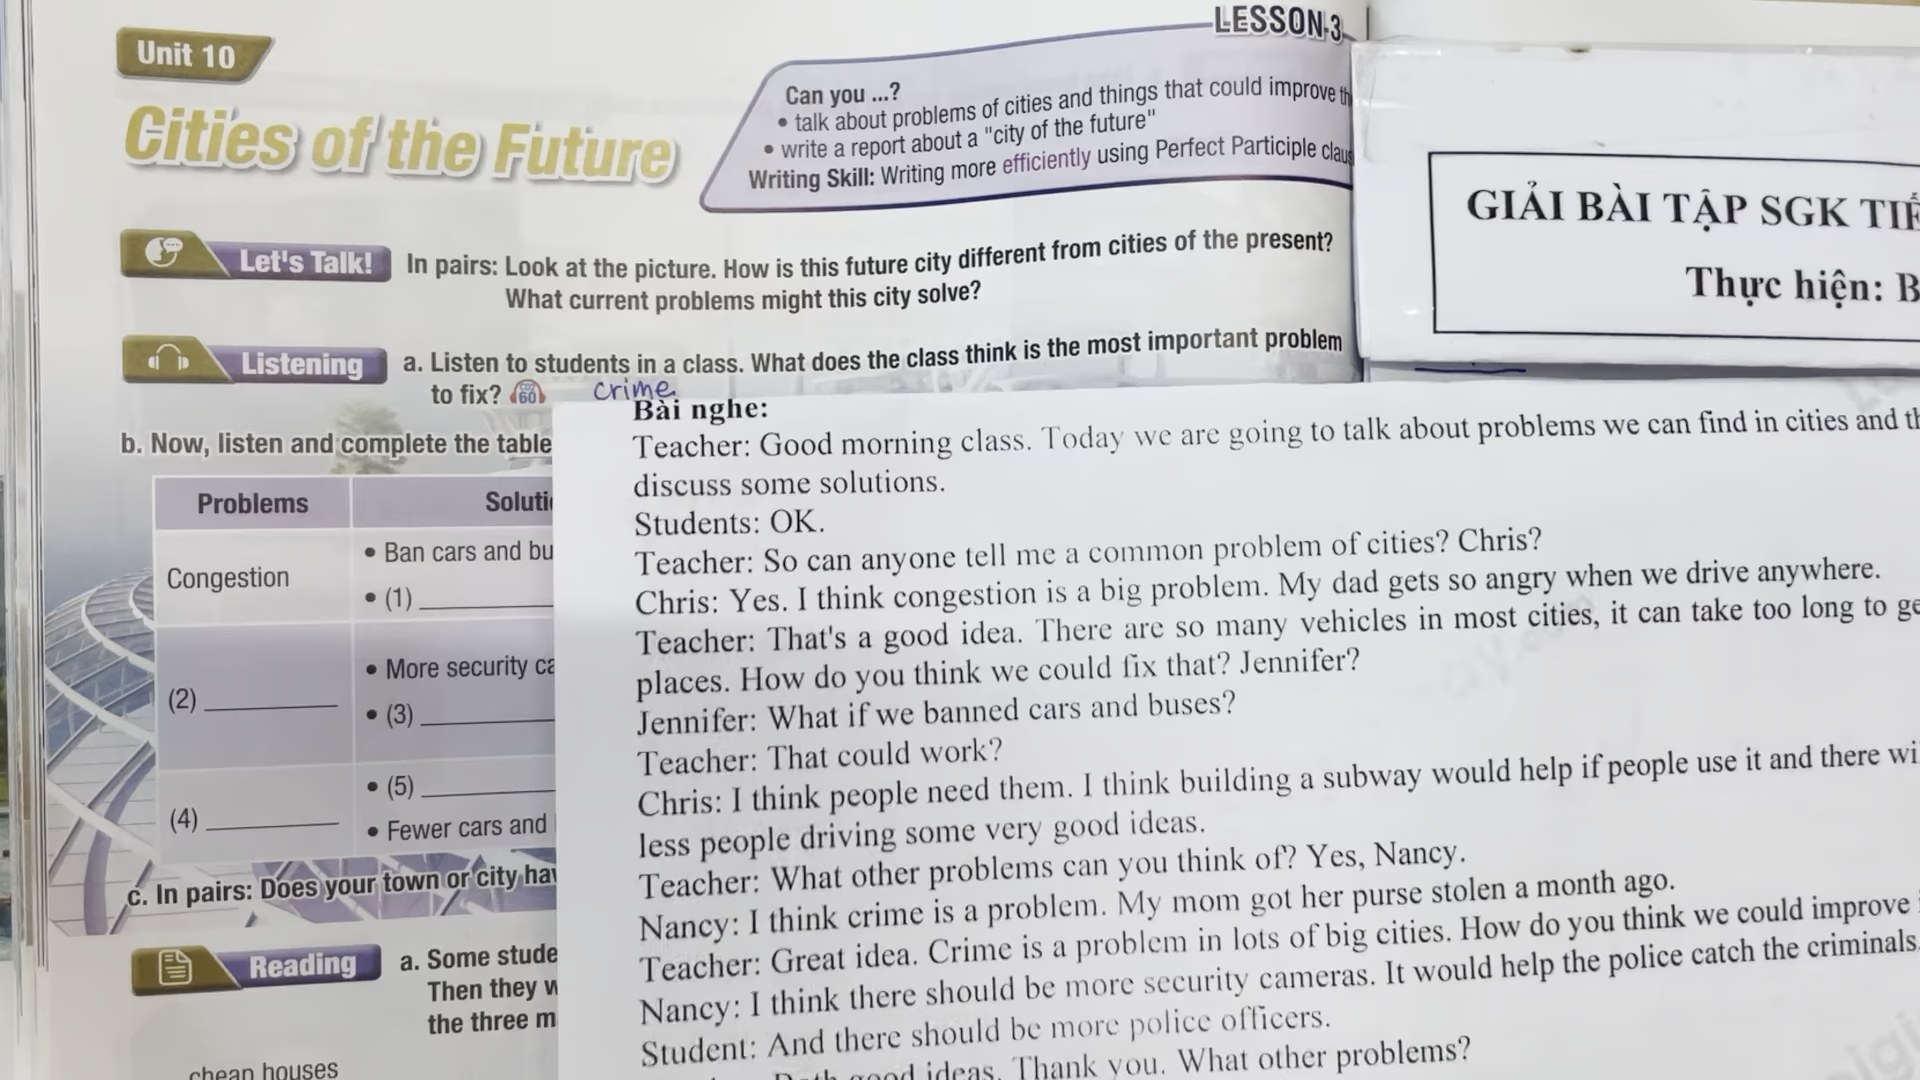 LESSON 3
Unit 10
Cities of the Future
Can you ...?
• talk about problems of cities and things that could improve
• write a report about a "city of the future"
Writing Skill: Writing more efficiently using Perfect Participle
Let's Talk!
In pairs: Look at the picture. How is this future city different from cities of the present?
What current problems might this city solve?
Listening
a. Listen to students in a class. What does the class think is the most important problem
to fix? 60 crime
b. Now, listen and complete the table
Problems
Congestion
• Ban cars and
• (1)
(2)
• More security
• (3)
(4)
• (5)
• Fewer cars and
c. In pairs: Does your town or city
Reading
a. Some
Then they
the three
cheap houses
GIẢI BÀI TẬP SGK
Thực hiện:
Bài nghe:
Teacher: Good morning class. Today we are going to talk about problems we can find in cities and
discuss some solutions.
Students: OK.
Teacher: So can anyone tell me a common problem of cities? Chris?
Chris: Yes. I think congestion is a big problem. My dad gets so angry when we drive anywhere.
Teacher: That's a good idea. There are so many vehicles in most cities, it can take too long to
places. How do you think we could fix that? Jennifer?
Jennifer: What if we banned cars and buses?
Teacher: That could work?
Chris: I think people need them. I think building a subway would help if people use it and there
less people driving some very good ideas.
Teacher: What other problems can you think of? Yes, Nancy.
Nancy: I think crime is a problem. My mom got her purse stolen a month ago.
Teacher: Great idea. Crime is a problem in lots of big cities. How do you think we could improve
Nancy: I think there should be more security cameras. It would help the police catch the criminals.
Student: And there should be more police officers.
good ideas. Thank you. What other problems?